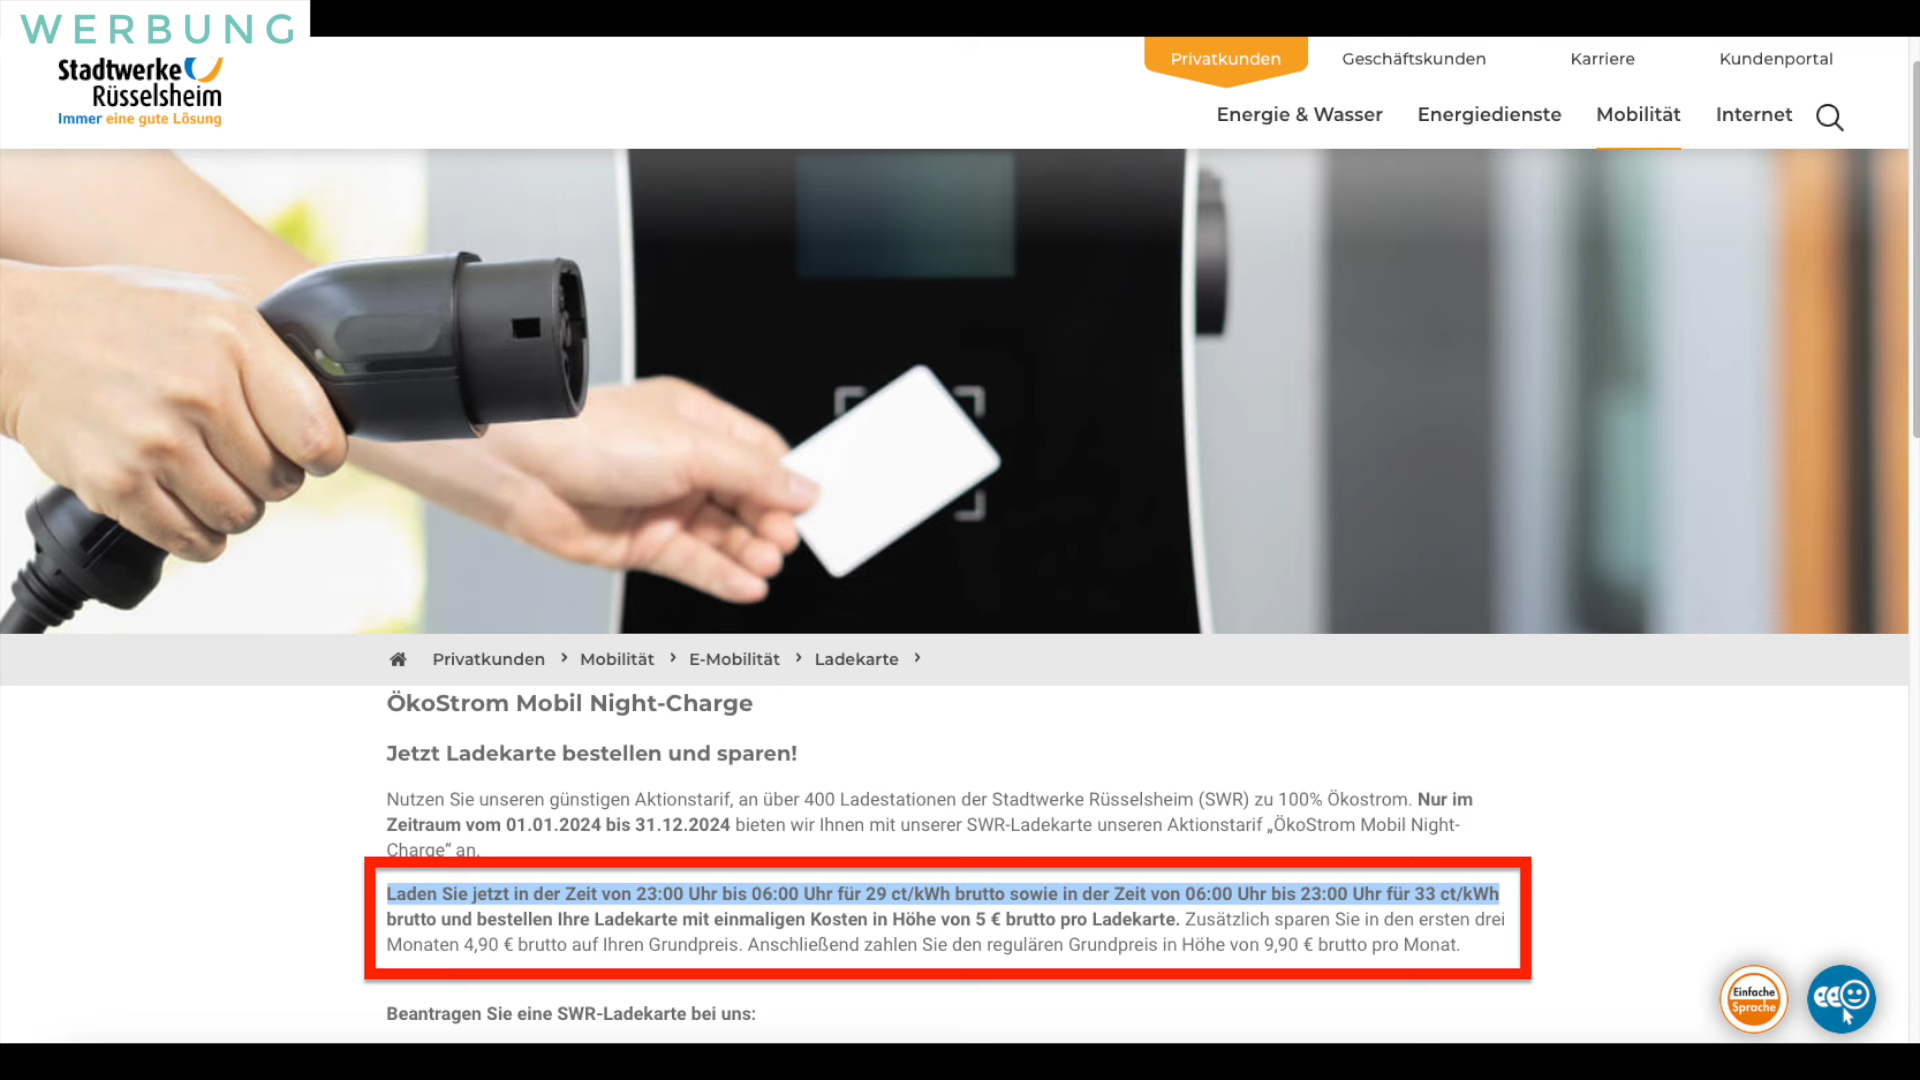 WERBUNG
Stadtwerke
Rüsselsheim
Immer eine gute Lösung
Privatkunden
Geschäftskunden
Karriere
Kundenportal
Energie & Wasser
Energiedienste
Mobilität
Internet
Privatkunden > Mobilität > E-Mobilität > Ladekarte >
ÖkoStrom Mobil Night-Charge
Jetzt Ladekarte bestellen und sparen!
Nutzen Sie unseren günstigen Aktionstarif, an über 400 Ladestationen der Stadtwerke Rüsselsheim (SWR) zu 100% Ökostrom. Nur im
Zeitraum vom 01.01.2024 bis 31.12.2024 bieten wir Ihnen mit unserer SWR-Ladekarte unseren Aktionstarif „ÖkoStrom Mobil Night-
Charge“ an.
Laden Sie jetzt in der Zeit von 23:00 Uhr bis 06:00 Uhr für 29 ct/kWh brutto sowie in der Zeit von 06:00 Uhr bis 23:00 Uhr für 33 ct/kWh
brutto und bestellen Ihre Ladekarte mit einmaligen Kosten in Höhe von 5 € brutto pro Ladekarte. Zusätzlich sparen Sie in den ersten drei
Monaten 4,90 € brutto auf Ihren Grundpreis. Anschließend zahlen Sie den regulären Grundpreis in Höhe von 9,90 € brutto pro Monat.
Beantragen Sie eine SWR-Ladekarte bei uns:
Einfache
Sprache